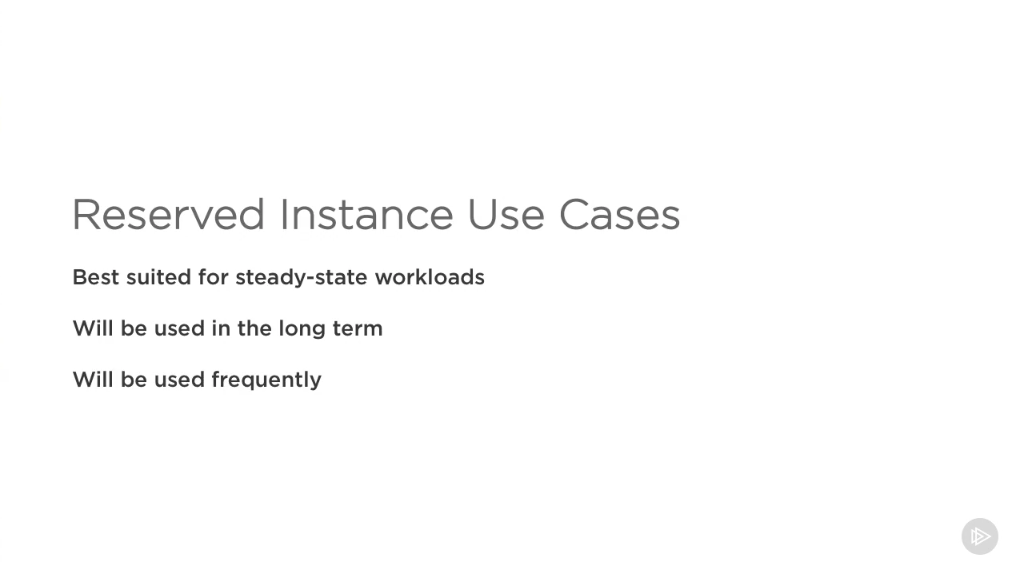 Reserved Instance Use Cases
Best suited for steady-state workloads
Will be used in the long term
Will be used frequently